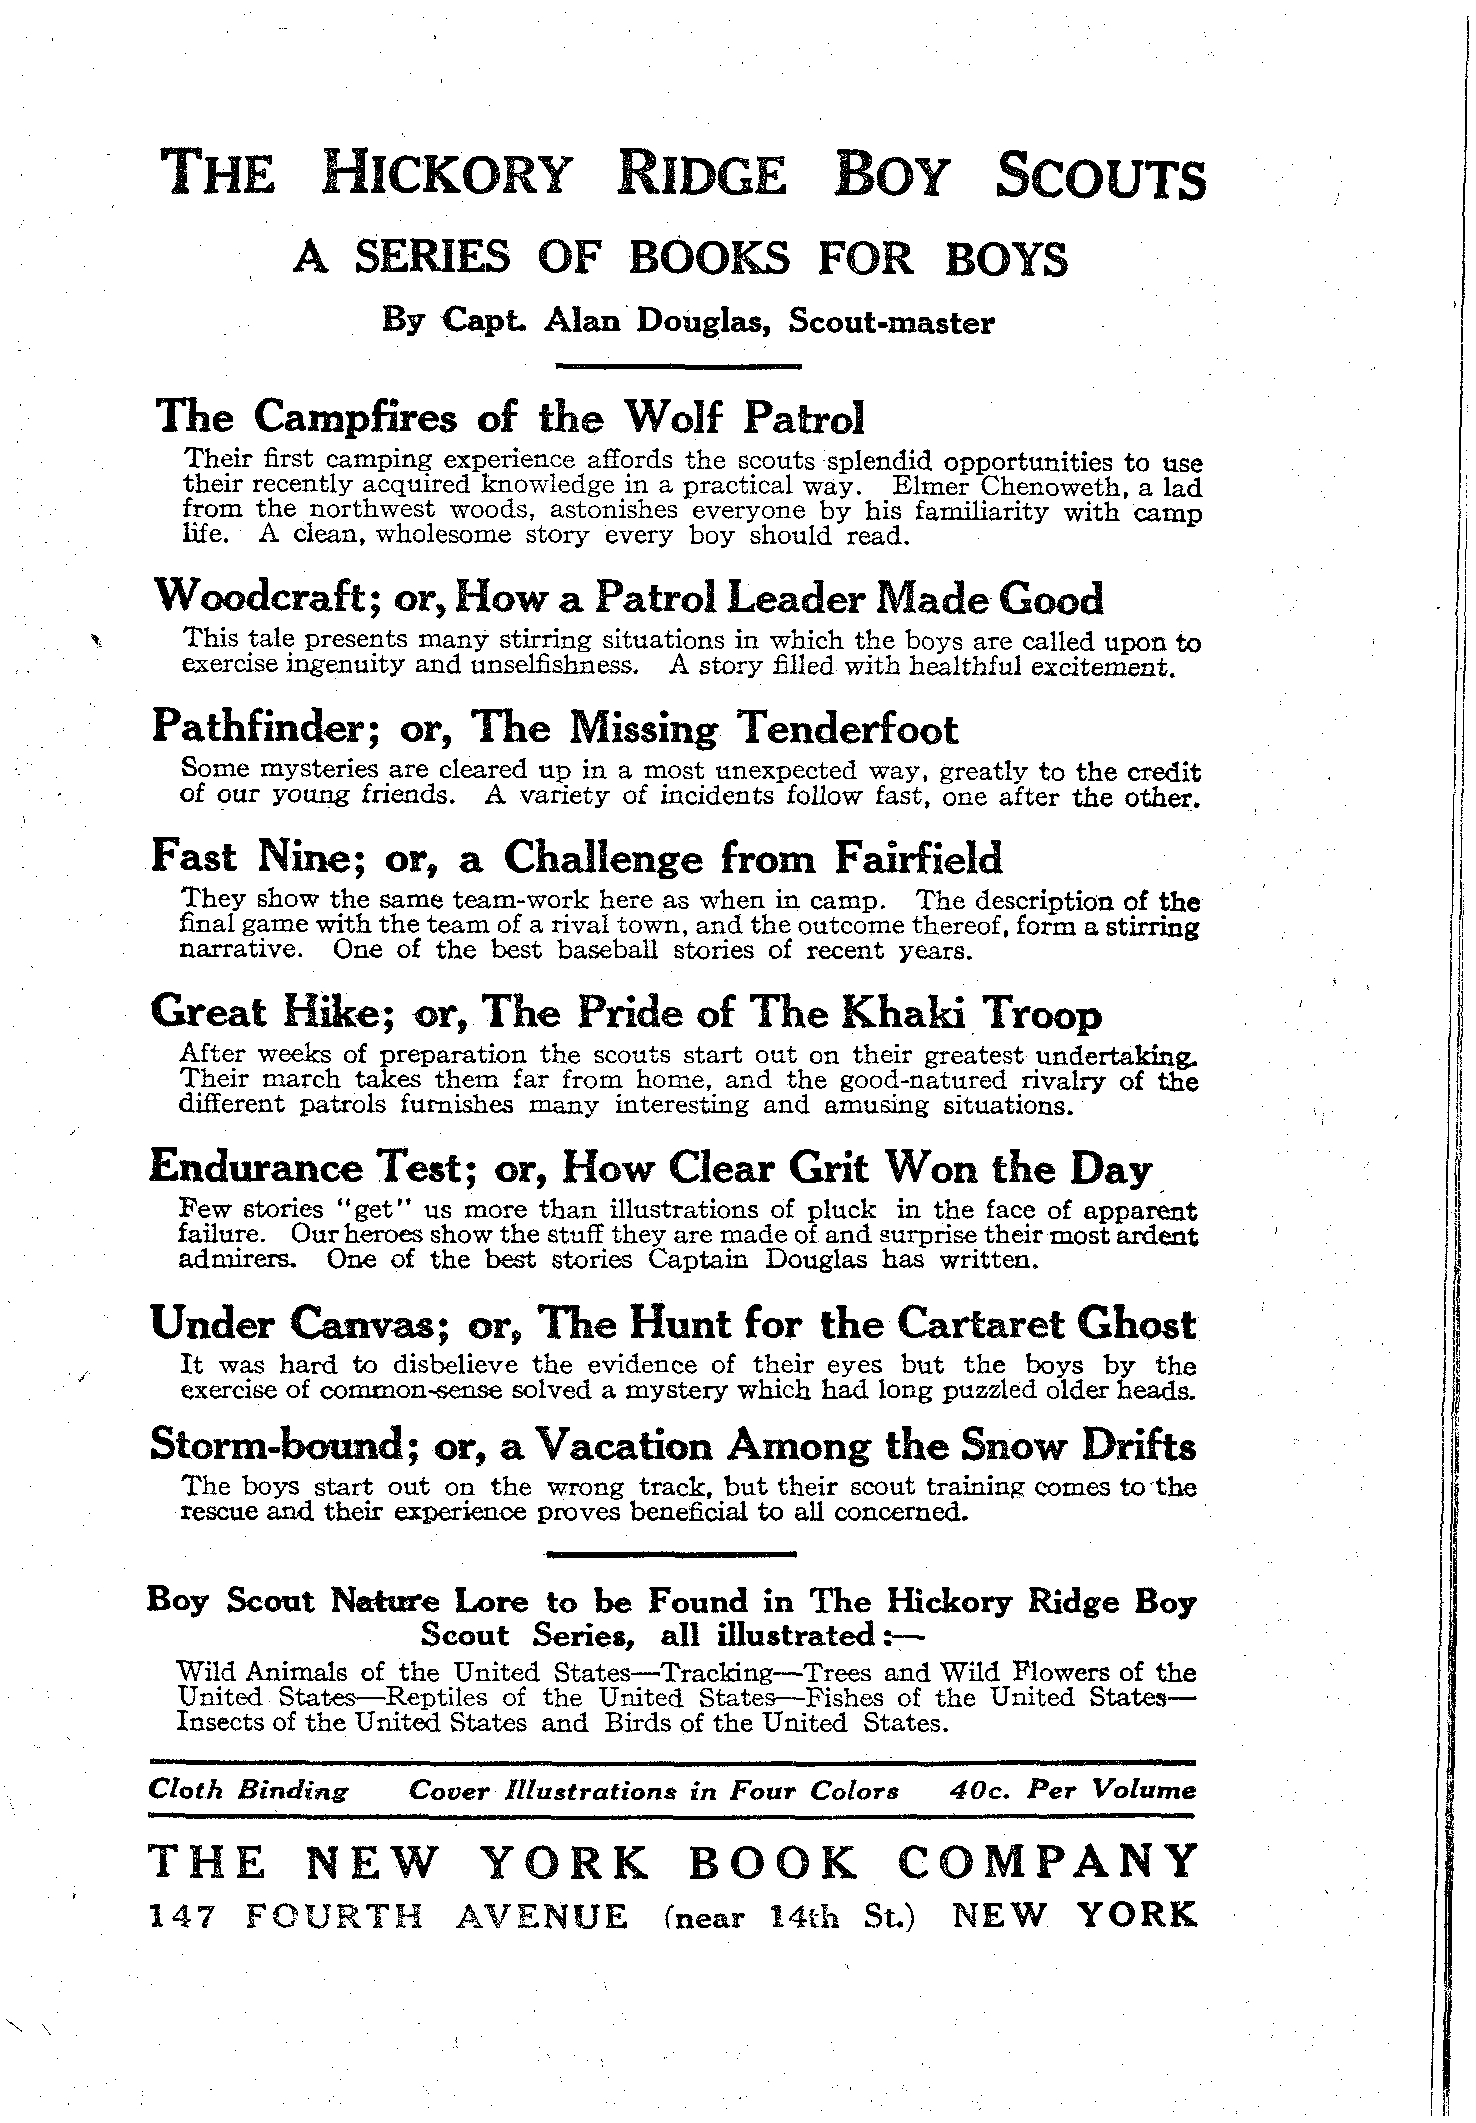 THE HICKORY RIDGE BOY SCOUTS
A SERIES OF BOOKS FOR BOYS
By Capt. Alan Douglas, Scout-master
The Campfires of the Wolf Patrol
Their first camping experience affords the scouts splendid opportunities to use
their recently acquired knowledge in a practical way. Elmer Chenoweth, a lad
from the northwest woods, astonishes everyone by his familiarity with camp
life. A clean, wholesome story every boy should read.
Woodcraft; or, How a Patrol Leader Made Good
This tale presents many stirring situations in which the boys are called upon to
exercise ingenuity and unselfishness. A story filled with healthful excitement.
Pathfinder; or, The Missing Tenderfoot
Some mysteries are cleared up in a most unexpected way, greatly to the credit
of our young friends. A variety of incidents follow fast, one after the other.
Fast Nine; or, a Challenge from Fairfield
They show the same team-work here as when in camp. The description of the
final game with the team of a rival town, and the outcome thereof, form a stirring
narrative. One of the best baseball stories of recent years.
Great Hike; or, The Pride of The Khaki Troop
After weeks of preparation the scouts start out on their greatest undertaking.
Their march takes them far from home, and the good-natured rivalry of the
different patrols furnishes many interesting and amusing situations.
Endurance Test; or, How Clear Grit Won the Day
Few stories "get" us more than illustrations of pluck in the face of apparent
failure. Our heroes show the stuff they are made of and surprise their most ardent
admirers. One of the best stories Captain Douglas has written.
Under Canvas; or, The Hunt for the Cartaret Ghost
It was hard to disbelieve the evidence of their eyes but the boys by the
exercise of common-sense solved a mystery which had long puzzled older heads.
Storm-bound; or, a Vacation Among the Snow Drifts
The boys start out on the wrong track, but their scout training comes to the
rescue and their experience proves beneficial to all concerned.
Boy Scout Nature Lore to be Found in The Hickory Ridge Boy
Scout Series, all illustrated:—
Wild Animals of the United States—Tracking—Trees and Wild Flowers of the
United States—Reptiles of the United States—Fishes of the United States—
Insects of the United States and Birds of the United States.
Cloth Binding Cover Illustrations in Four Colors 40c. Per Volume
THE NEW YORK BOOK COMPANY
147 FOURTH AVENUE (near 14th St.) NEW YORK